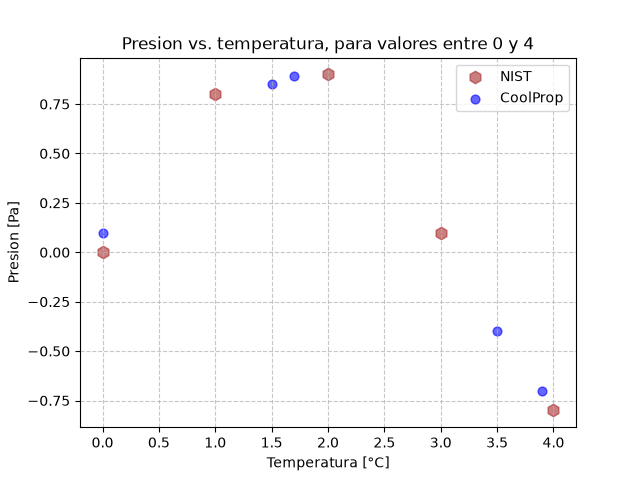 Presion vs. temperatura, para valores entre 0 y 4
NIST
CoolProp
0.75
0.50
0.25
0.00
−0.25
−0.50
−0.75
Presion [Pa]
0.0 0.5 1.0 1.5 2.0 2.5 3.0 3.5 4.0
Temperatura [°C]